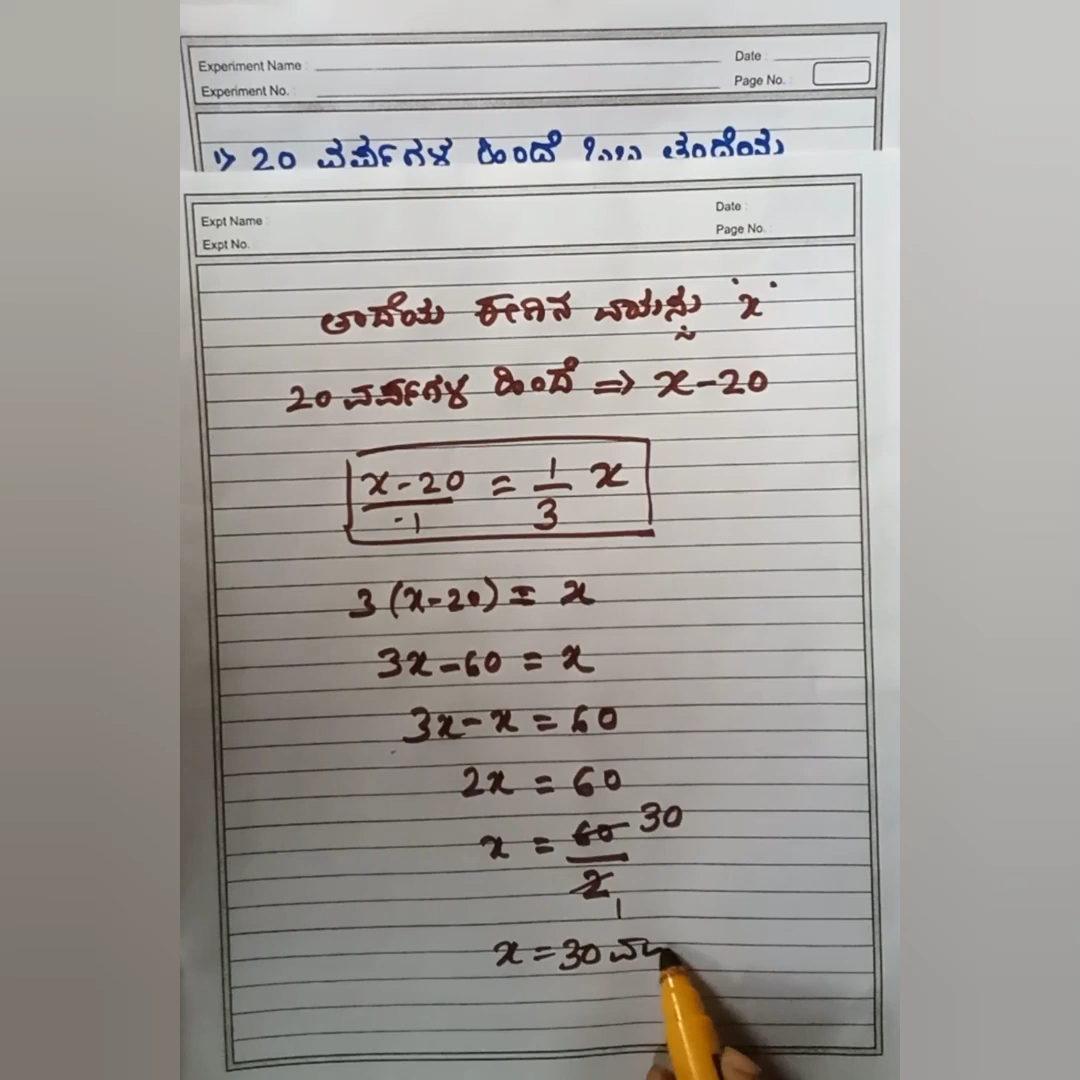 Experiment Name
Date
Experiment No.
Page No.
1) 20 ವರ್ಷಗಳ ಹಿಂದೆ ತಂದೆಯ
Expt Name
Date
Expt No.
Page No.
ತಂದೆಯ ಈಗಿನ ವಯಸ್ಸು 'x'
20 ವರ್ಷಗಳ ಹಿಂದೆ => x-20
x-20/1 = 1/3 x
3(x-20) = x
3x-60 = x
3x-x = 60
2x = 60
x = 60/2 30 1
x = 30